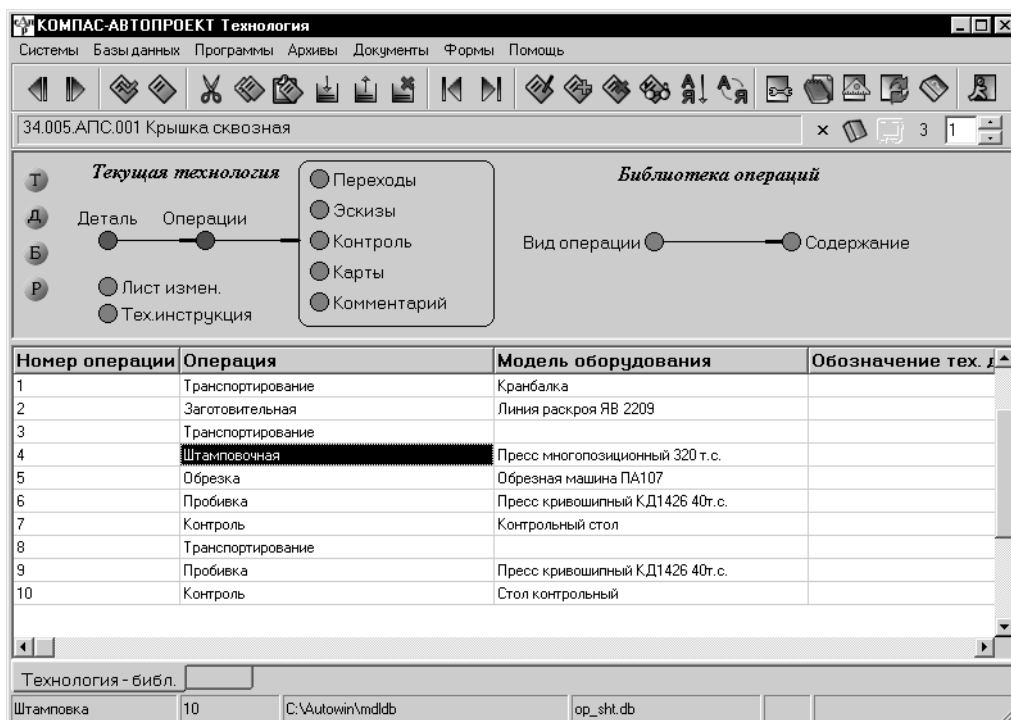 САПР КОМПАС-АВТОПРОЕКТ Технология
Системы Базы данных Программы Архивы Документы Формы Помощь
34.005.АПС.001 Крышка сквозная 3 1
Текущая технология Библиотека операций
Т
Д
Б
Р
Деталь Операции
Лист измен.
Тех.инструкция
Переходы
Эскизы
Контроль
Карты
Комментарий
Вид операции Содержание
Номер операции Операция Модель оборудования Обозначение тех. д
1 Транспортирование Кранбалка
2 Заготовительная Линия раскроя ЯВ 2209
3 Транспортирование
4 Штамповочная Пресс многопозиционный 320 т.с.
5 Обрезка Обрезная машина ПА107
6 Пробивка Пресс кривошипный КД1426 40т.с.
7 Контроль Контрольный стол
8 Транспортирование
9 Пробивка Пресс кривошипный КД1426 40т.с.
10 Контроль Стол контрольный
Технология - библ.
Штамповка 10 C:\Autowin\mdldb op_sht.db